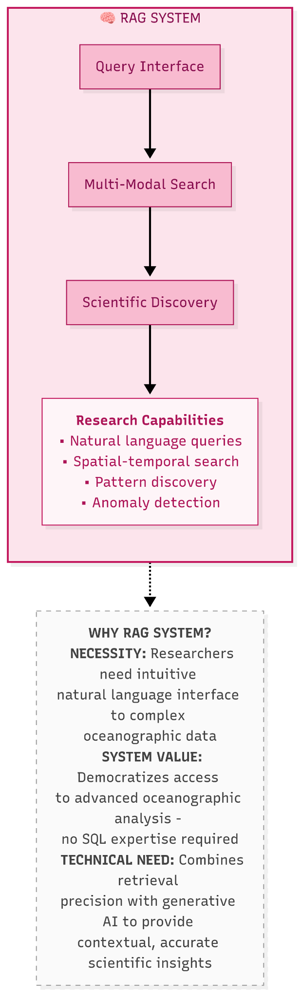 🧠 RAG SYSTEM
Query Interface
Multi-Modal Search
Scientific Discovery
Research Capabilities
▪ Natural language queries
▪ Spatial-temporal search
▪ Pattern discovery
▪ Anomaly detection
WHY RAG SYSTEM?
NECESSITY: Researchers
need intuitive
natural language interface
to complex
oceanographic data
SYSTEM VALUE:
Democratizes access
to advanced oceanographic
analysis -
no SQL expertise required
TECHNICAL NEED: Combines
retrieval
precision with generative
AI to provide
contextual, accurate
scientific insights